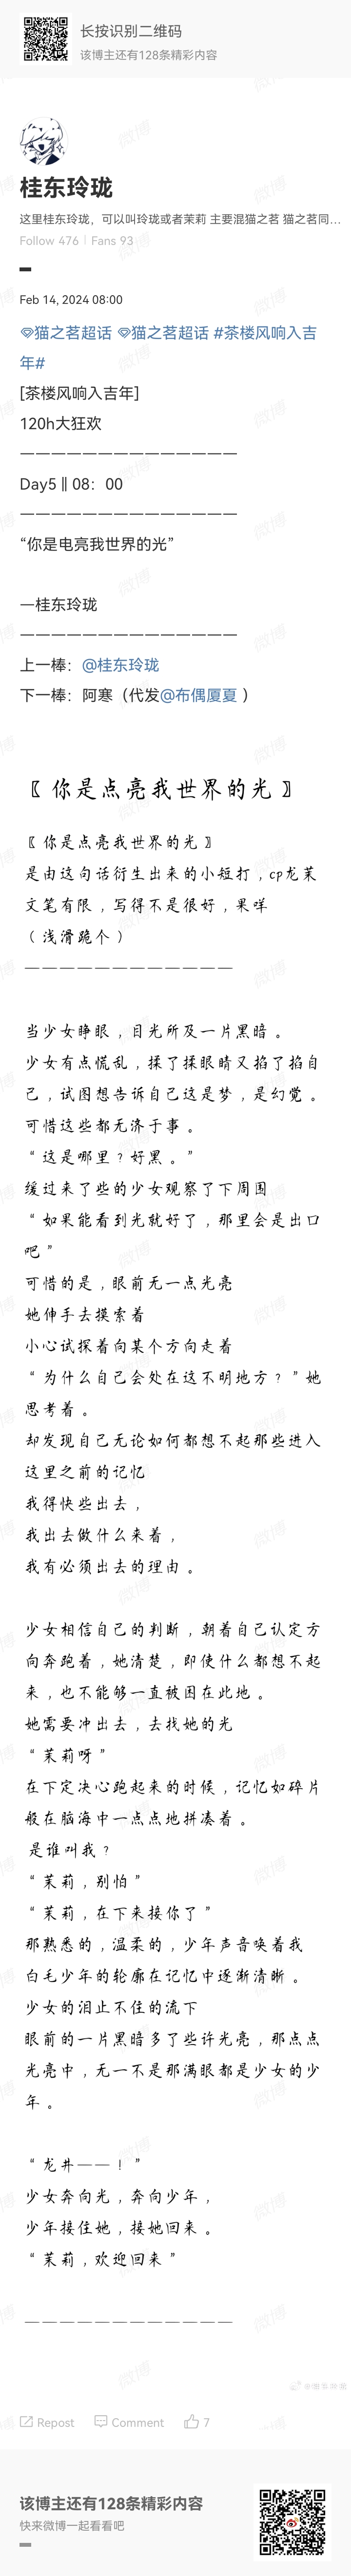 长按识别二维码
该博主还有128条精彩内容
桂东玲珑
这里桂东玲珑，可以叫玲珑或者茉莉 主要混猫之茗 猫之茗同...
Follow 476 | Fans 93
Feb 14, 2024 08:00
猫之茗超话 猫之茗超话 #茶楼风响入吉
年#
[茶楼风响入吉年]
120h大狂欢
——————————————
Day5 ‖ 08：00
——————————————
“你是电亮我世界的光”
—桂东玲珑
——————————————
上一棒：@桂东玲珑
下一棒：阿寒（代发@布偶厦夏 ）
〖 你是点亮我世界的光 〗
〖 你是点亮我世界的光 〗
是由这句话衍生出来的小短打，cp龙茉
文笔有限，写得不是很好，果咩
（浅滑跪个）
————————————
当少女睁眼，目光所及一片黑暗。
少女有点慌乱，揉了揉眼睛又掐了掐自
己，试图想告诉自己这是梦，是幻觉。
可惜这些都无济于事。
“这是哪里？好黑。”
缓过来了些的少女观察了下周围
“如果能看到光就好了，那里会是出口
吧”
可惜的是，眼前无一点光亮
她伸手去摸索着
小心试探着向某个方向走着
“为什么自己会处在这不明地方？”她
思考着。
却发现自己无论如何都想不起那些进入
这里之前的记忆
我得快些出去，
我出去做什么来着，
我有必须出去的理由。
少女相信自己的判断，朝着自己认定方
向奔跑着，她清楚，即使什么都想不起
来，也不能够一直被困在此地。
她需要冲出去，去找她的光
“茉莉呀”
在下定决心跑起来的时候，记忆如碎片
般在脑海中一点点地拼凑着。
是谁叫我？
“茉莉，别怕”
“茉莉，在下来接你了”
那熟悉的，温柔的，少年声音唤着我
白毛少年的轮廓在记忆中逐渐清晰。
少女的泪止不住的流下
眼前的一片黑暗多了些许光亮，那点点
光亮中，无一不是那满眼都是少女的少
年。
“龙井——！”
少女奔向光，奔向少年，
少年接住她，接她回来。
“茉莉，欢迎回来”
————————————
@桂东玲珑
Repost Comment 7
该博主还有128条精彩内容
快来微博一起看看吧